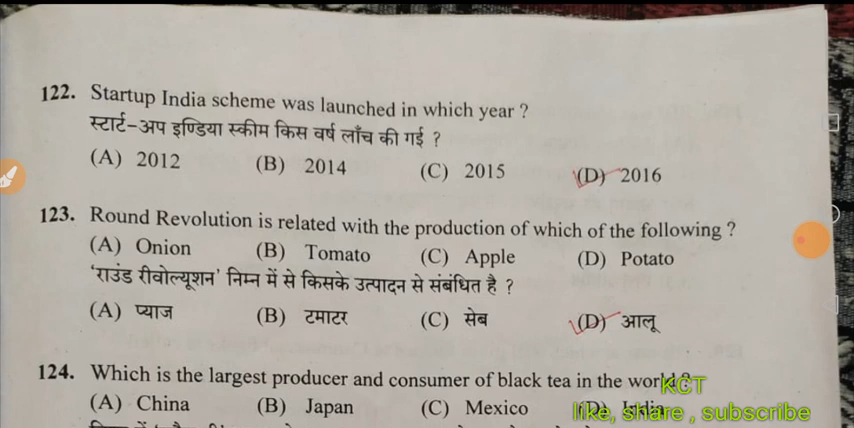 122. Startup India scheme was launched in which year ?
स्टार्ट-अप इण्डिया स्कीम किस वर्ष लाँच की गई ?
(A) 2012 (B) 2014 (C) 2015 (D) 2016
123. Round Revolution is related with the production of which of the following ?
(A) Onion (B) Tomato (C) Apple (D) Potato
'राउंड रीवोल्यूशन' निम्न में से किसके उत्पादन से संबंधित है ?
(A) प्याज (B) टमाटर (C) सेब (D) आलू
124. Which is the largest producer and consumer of black tea in the world ?
KCT
(A) China (B) Japan (C) Mexico (D) India
like, share , subscribe